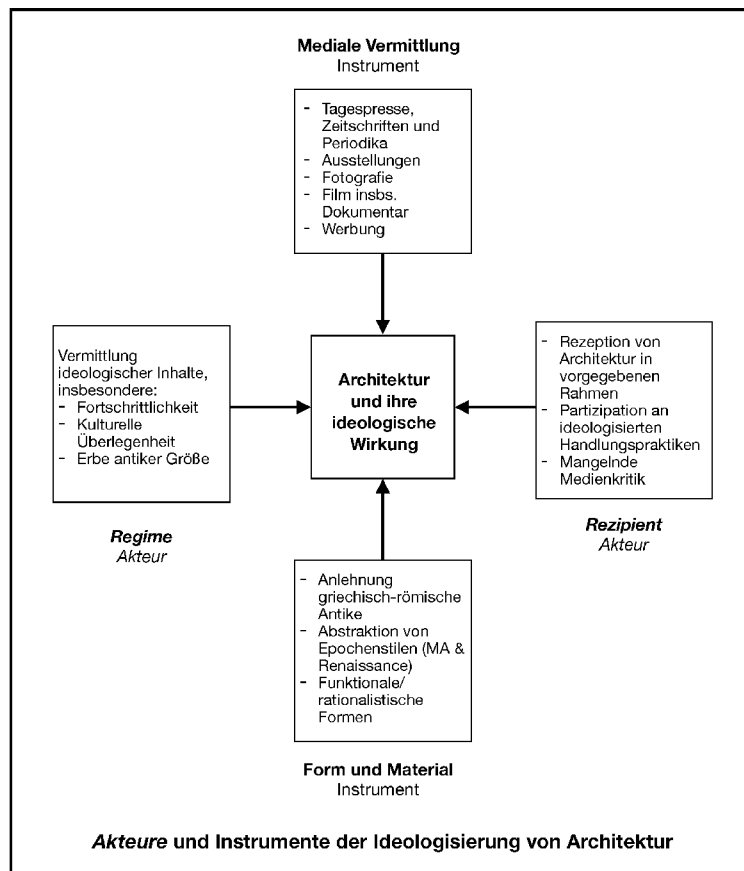 Mediale Vermittlung
Instrument
- Tagespresse,
Zeitschriften und
Periodika
- Ausstellungen
- Fotografie
- Film insbs.
Dokumentar
- Werbung
Vermittlung
ideologischer Inhalte,
insbesondere:
- Fortschrittlichkeit
- Kulturelle
Überlegenheit
- Erbe antiker Größe
Regime
Akteur
Architektur
und ihre
ideologische
Wirkung
- Rezeption von
Architektur in
vorgegebenen
Rahmen
- Partizipation an
ideologisierten
Handlungspraktiken
- Mangelnde
Medienkritik
Rezipient
Akteur
- Anlehnung
griechisch-römische
Antike
- Abstraktion von
Epochenstilen (MA &
Renaissance)
- Funktionale/
rationalistische
Formen
Form und Material
Instrument
Akteure und Instrumente der Ideologisierung von Architektur